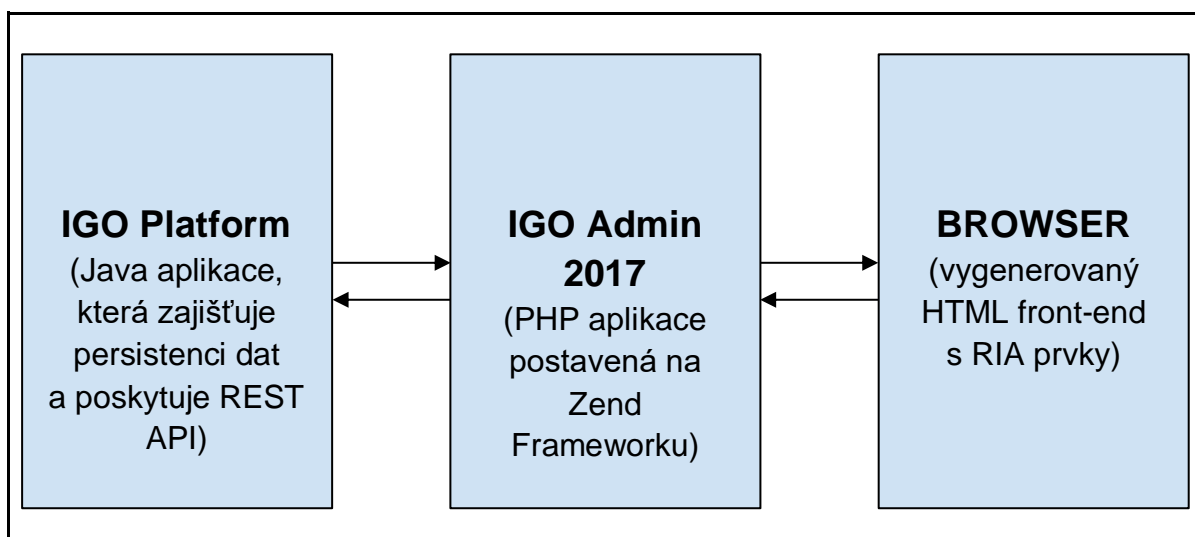 IGO Platform
(Java aplikace,
která zajišťuje
persistenci dat
a poskytuje REST
API)
IGO Admin
2017
(PHP aplikace
postavená na
Zend
Frameworku)
BROWSER
(vygenerovaný
HTML front-end
s RIA prvky)